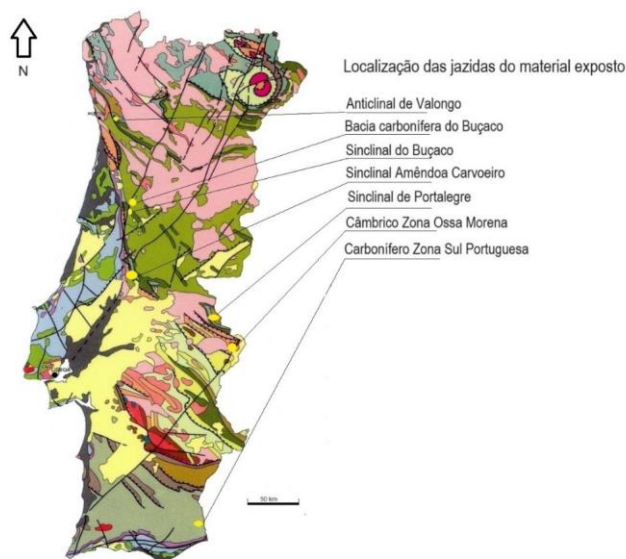 N
Localização das jazidas do material exposto
Anticlinal de Valongo
Bacia carbonífera do Buçaco
Sinclinal do Buçaco
Sinclinal Amêndoa Carvoeiro
Sinclinal de Portalegre
Câmbrico Zona Ossa Morena
Carbonífero Zona Sul Portuguesa
50 km